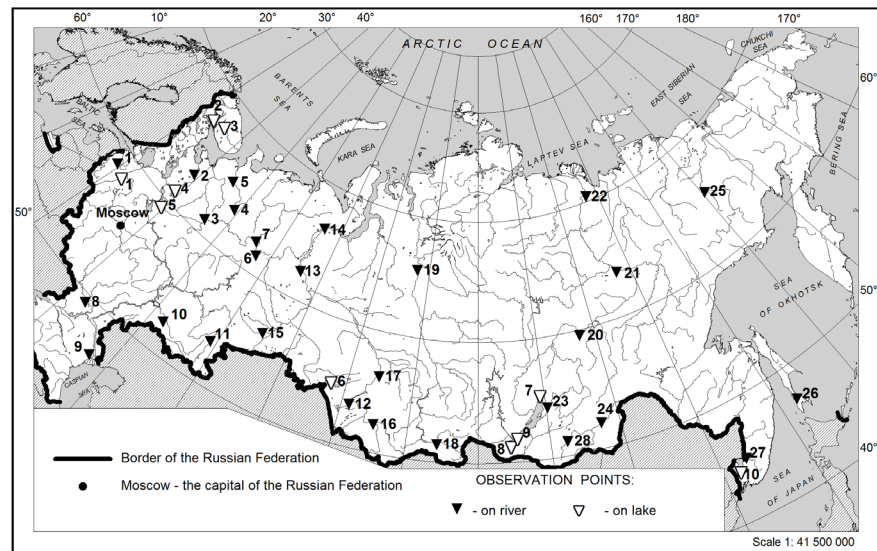 60° 10° 20° 30° 40° 160° 170° 180° 170°
ARCTIC OCEAN
CHUKCHI SEA
60°
BARENTS SEA
EAST SIBERIAN SEA
BERING SEA
BALTIC SEA
KARA SEA
LAPTEV SEA
2
3
1
1
2
5
4
5
4
3
22
25
50°
Moscow
7
6
14
13
19
21
SEA OF OKHOTSK
50°
8
10
9
11
15
20
CASPIAN SEA
6
17
12
16
18
7
23
24
8
9
28
26
27
10
40°
SEA OF JAPAN
Border of the Russian Federation
Moscow - the capital of the Russian Federation
OBSERVATION POINTS:
- on river
- on lake
Scale 1: 41 500 000